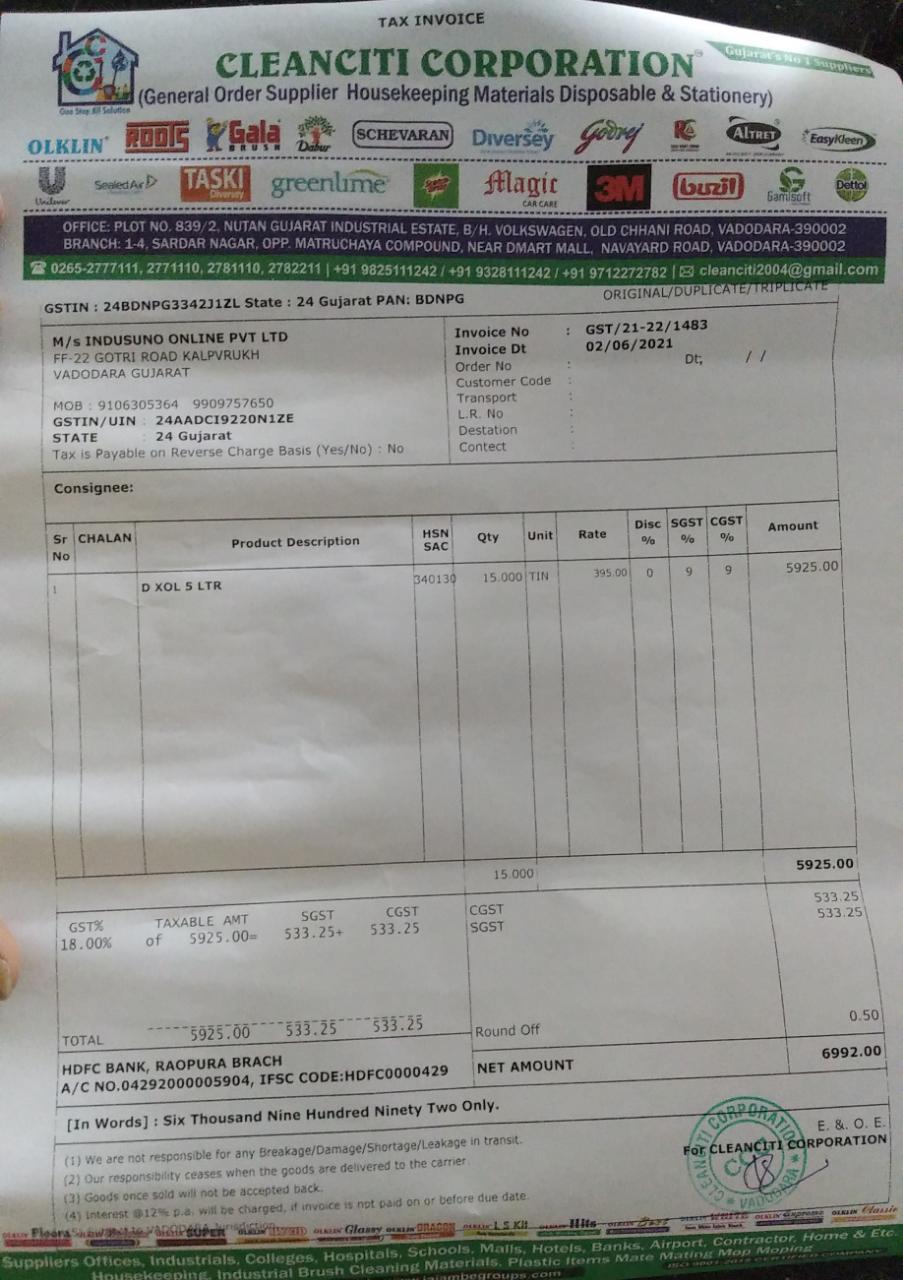 TAX INVOICE
CLEANCITI CORPORATION
Gujarat's No 1 Suppliers
One Stop All Solution
(General Order Supplier Housekeeping Materials Disposable & Stationery)
OLKLIN ROOTS Gala BRUSH Dabur SCHEVARAN Diversey Godrej ALTRET EasyKleen
Unilever Sealed Air TASKI Diversey greenlime Magic CAR CARE 3M buzil Gamisoft Dettol
OFFICE: PLOT NO. 839/2, NUTAN GUJARAT INDUSTRIAL ESTATE, B/H. VOLKSWAGEN, OLD CHHANI ROAD, VADODARA-390002
BRANCH: 1-4, SARDAR NAGAR, OPP. MATRUCHAYA COMPOUND, NEAR DMART MALL, NAVAYARD ROAD, VADODARA-390002
0265-2777111, 2771110, 2781110, 2782211 | +91 9825111242 / +91 9328111242 / +91 9712272782 | cleanciti2004@gmail.com
GSTIN : 24BDNPG3342J1ZL State : 24 Gujarat PAN: BDNPG
ORIGINAL/DUPLICATE/TRIPLICATE
M/s INDUSUNO ONLINE PVT LTD
FF-22 GOTRI ROAD KALPVRUKH
VADODARA GUJARAT
MOB : 9106305364 9909757650
GSTIN/UIN : 24AADCI9220N1ZE
STATE : 24 Gujarat
Tax is Payable on Reverse Charge Basis (Yes/No) : No
Invoice No : GST/21-22/1483
Invoice Dt 02/06/2021
Order No : Dt; / /
Customer Code :
Transport :
L.R. No :
Destation :
Contect :
Consignee:
Sr No CHALAN Product Description HSN SAC Qty Unit Rate Disc % SGST % CGST % Amount
1 D XOL 5 LTR 340130 15.000 TIN 395.00 0 9 9 5925.00
15.000 5925.00
GST% TAXABLE AMT SGST CGST
18.00% of 5925.00= 533.25+ 533.25
CGST 533.25
SGST 533.25
TOTAL 5925.00 533.25 533.25
Round Off 0.50
HDFC BANK, RAOPURA BRACH
A/C NO.04292000005904, IFSC CODE:HDFC0000429
NET AMOUNT 6992.00
[In Words] : Six Thousand Nine Hundred Ninety Two Only.
(1) We are not responsible for any Breakage/Damage/Shortage/Leakage in transit.
(2) Our responsibility ceases when the goods are delivered to the carrier.
(3) Goods once sold will not be accepted back.
(4) Interest @12% p.a. will be charged, if invoice is not paid on or before due date.
E. &. O. E.
For CLEANCITI CORPORATION
CLEANCITI CORPORATION VADODARA
Suppliers Offices, Industrials, Colleges, Hospitals, Schools, Malls, Hotels, Banks, Airport, Contractor, Home & Etc.
Housekeeping, Industrial Brush Cleaning Materials, Plastic Items Mate Mating Mop Moping